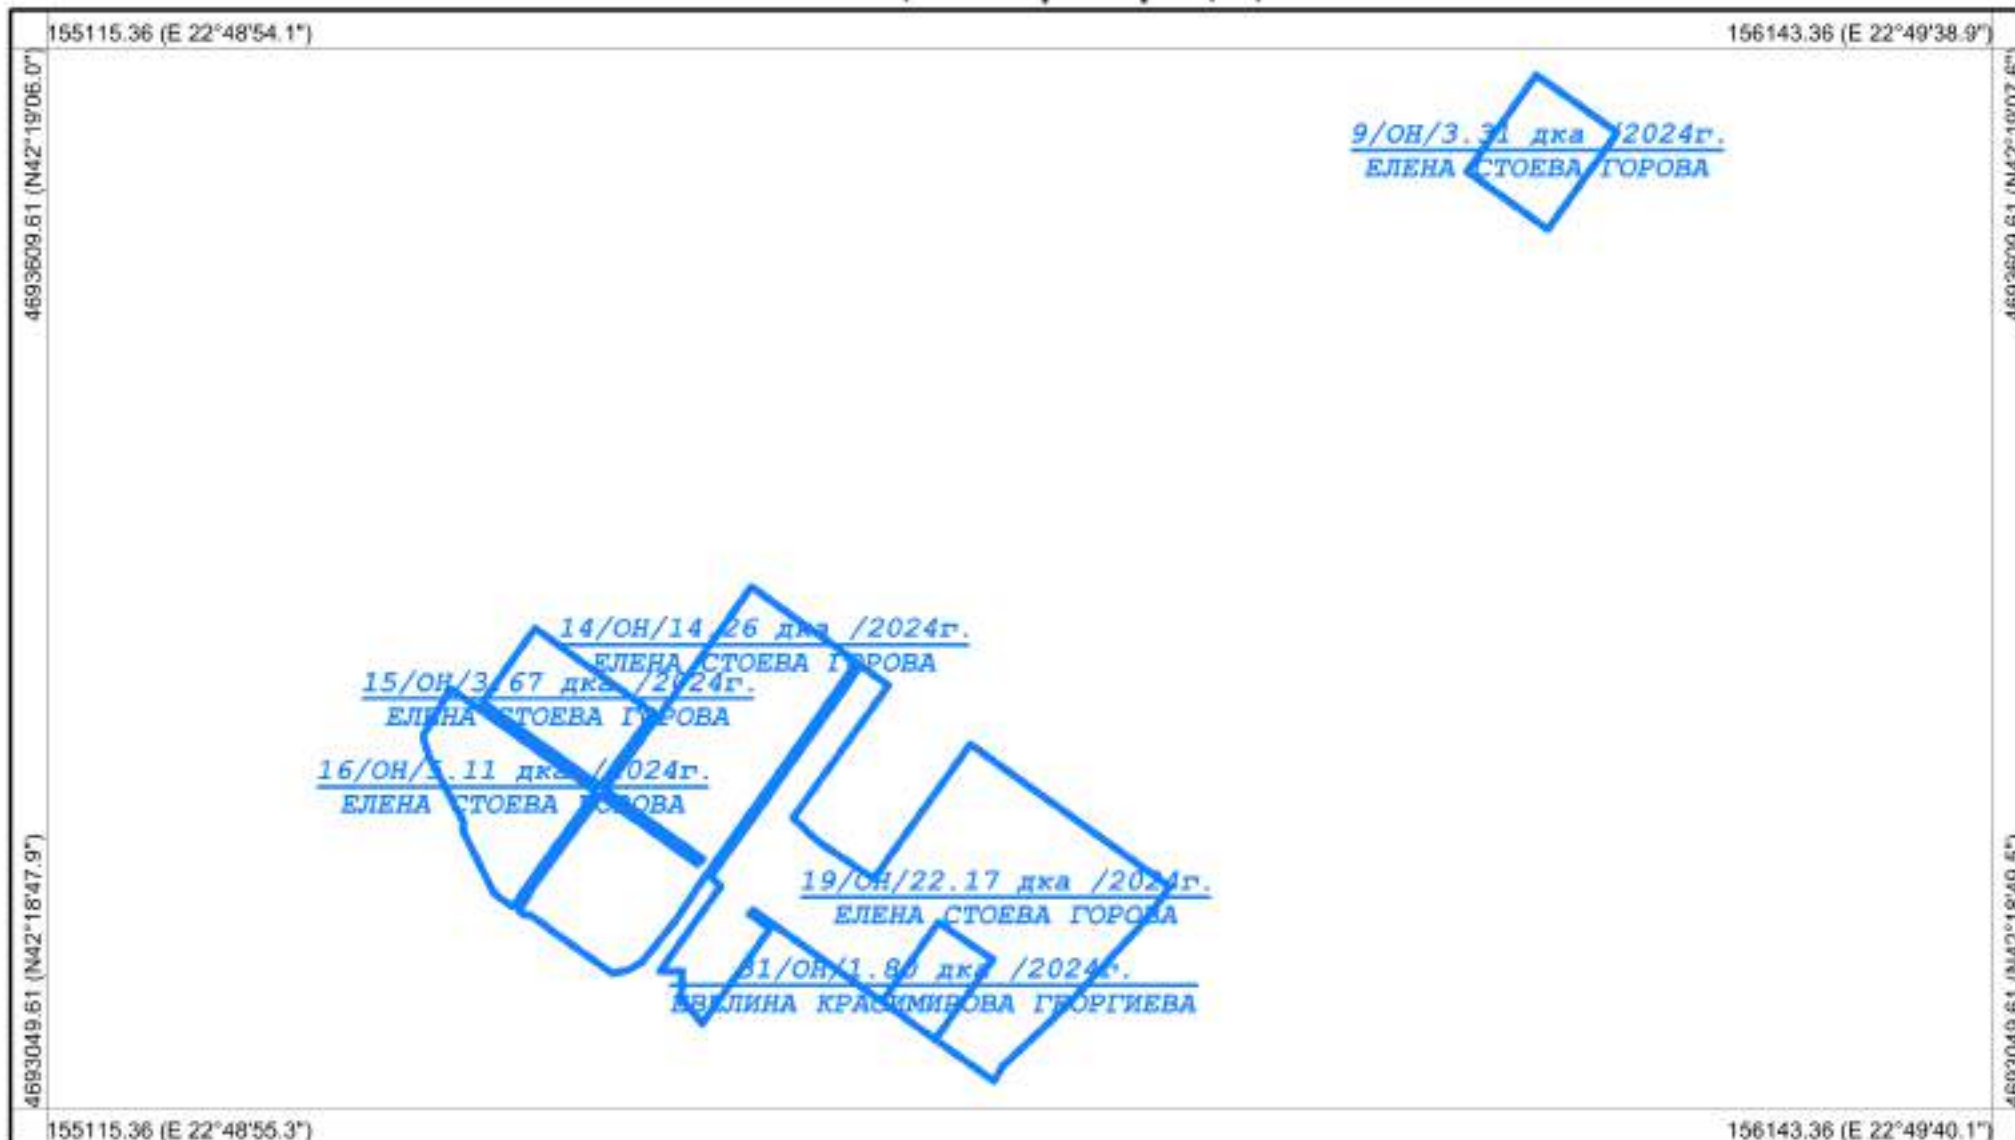 155115.36 (E 22°48'54.1")
156143.36 (E 22°49'38.9")
4693609.61 (N42°19'06.0")
9/ОН/3.31 дка /2024г.
ЕЛЕНА СТОЕВА ГОРОВА
14/ОН/14.26 дка /2024г.
ЕЛЕНА СТОЕВА ГОРОВА
15/ОН/3.67 дка /2024г.
ЕЛЕНА СТОЕВА ГОРОВА
16/ОН/5.11 дка /2024г.
ЕЛЕНА СТОЕВА ГОРОВА
19/ОН/22.17 дка /2024г.
ЕЛЕНА СТОЕВА ГОРОВА
31/ОН/1.80 дка /2024г.
ЕВЕЛИНА КРАСИМИРОВА ГЕОРГИЕВА
4693049.61 (N42°18'47.9")
155115.36 (E 22°48'55.3")
156143.36 (E 22°49'40.1")